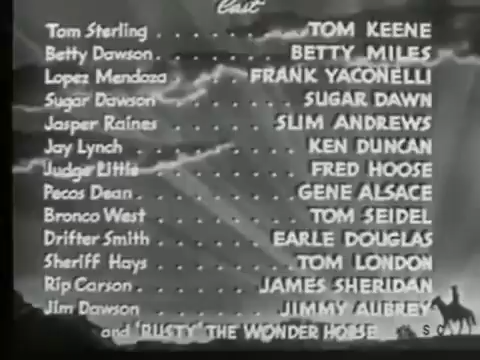 Cast
Tom Sterling . . . . . . . TOM KEENE
Betty Dawson . . . . . . BETTY MILES
Lopez Mendoza . . . . FRANK YACONELLI
Sugar Dawson . . . . . . SUGAR DAWN
Jasper Raines . . . . . SLIM ANDREWS
Jay Lynch . . . . . . . . KEN DUNCAN
Judge Little . . . . . . . FRED HOOSE
Pecos Dean . . . . . . . GENE ALSACE
Bronco West . . . . . . . TOM SEIDEL
Drifter Smith . . . . . EARLE DOUGLAS
Sheriff Hays . . . . . . TOM LONDON
Rip Carson . . . . . JAMES SHERIDAN
Jim Dawson . . . . . . JIMMY AUBREY
and 'RUSTY' THE WONDER HORSE